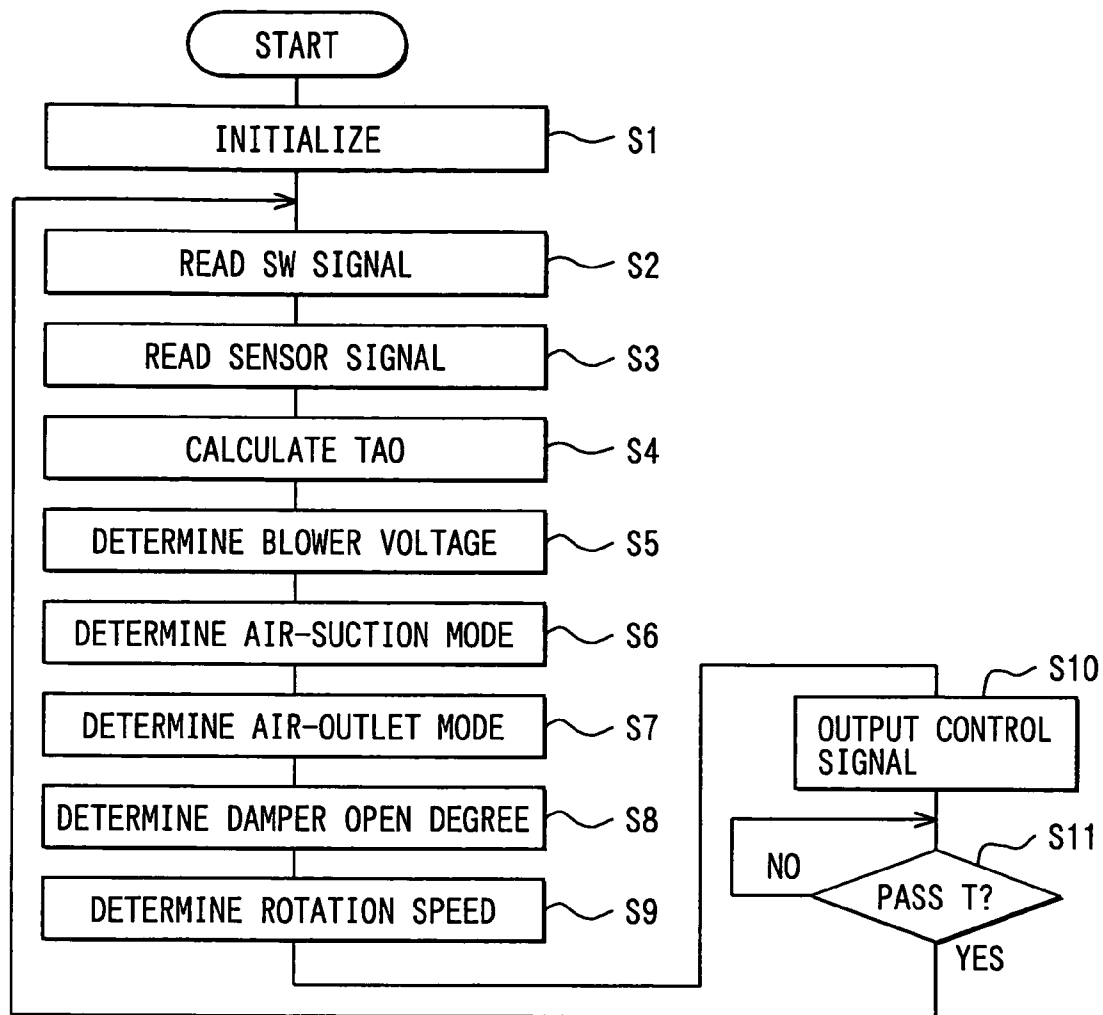 START
INITIALIZE
S1
READ SW SIGNAL
S2
READ SENSOR SIGNAL
S3
CALCULATE TAO
S4
DETERMINE BLOWER VOLTAGE
S5
DETERMINE AIR-SUCTION MODE
S6
DETERMINE AIR-OUTLET MODE
S7
DETERMINE DAMPER OPEN DEGREE
S8
DETERMINE ROTATION SPEED
S9
S10
OUTPUT CONTROL
SIGNAL
S11
NO
PASS T?
YES